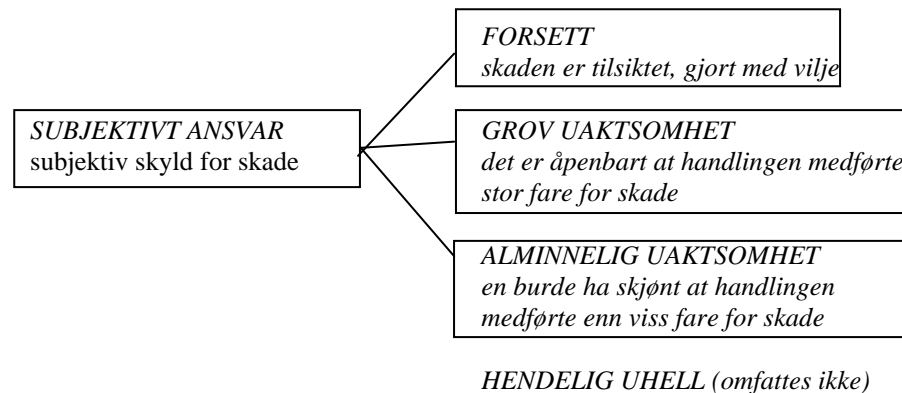 FORSETT
skaden er tilsiktet, gjort med vilje
SUBJEKTIVT ANSVAR
subjektiv skyld for skade
GROV UAKTSOMHET
det er åpenbart at handlingen medførte
stor fare for skade
ALMINNELIG UAKTSOMHET
en burde ha skjønt at handlingen
medførte enn viss fare for skade
HENDELIG UHELL (omfattes ikke)